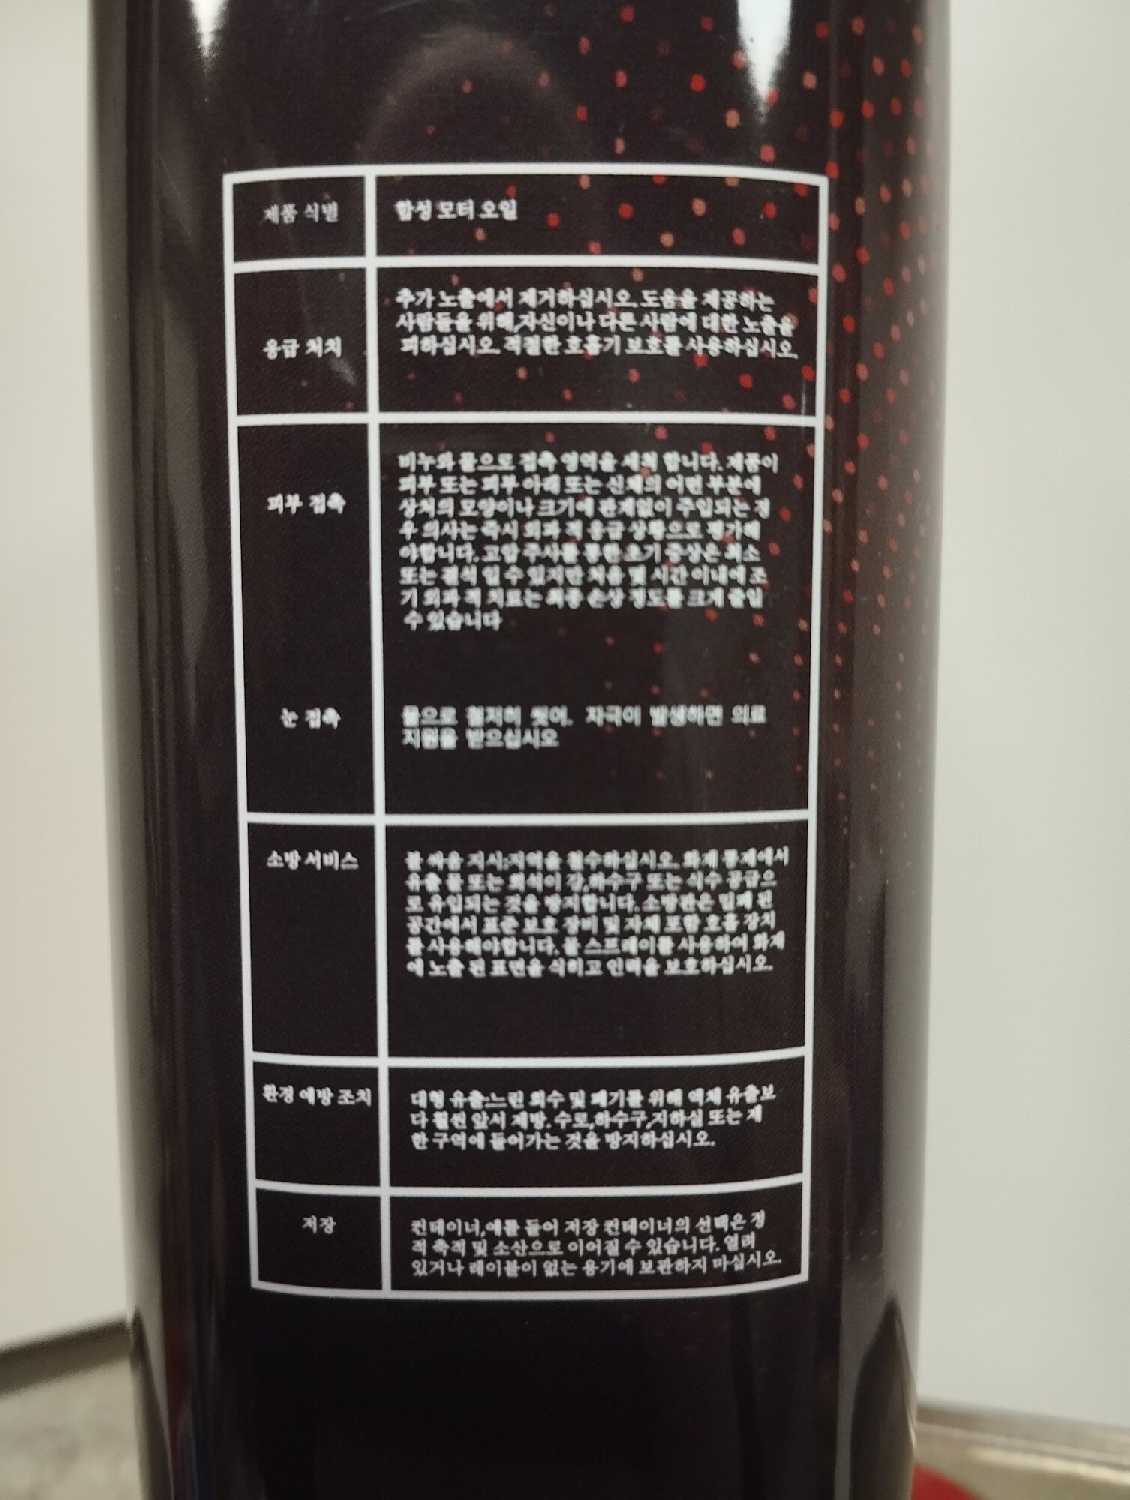 제품 식별
합성 모터 오일
응급 처치
추가 노출에서 제거하십시오. 도움을 제공하는
사람들을 위해,자신이나 다른 사람에 대한 노출을
피하십시오. 적절한 호흡기 보호를 사용하십시오.
피부 접촉
비누와 물으로 접촉 영역을 세척 합니다. 제품이
피부 또는 피부 아래 또는 신체의 어떤 부분에
상처의 모양이나 크기에 관계없이 주입되는 경
우 의사는 즉시 외과 적 응급 상황으로 평가해
야합니다. 고압 주사를 통한 초기 증상은 최소
또는 결석 일 수 있지만 처음 몇 시간 이내에 조
기 외과 적 치료는 최종 손상 정도를 크게 줄일
수 있습니다
눈 접촉
물으로 철저히 씻어. 자극이 발생하면 의료
지원을 받으십시오
소방 서비스
불 싸움 지시:지역을 철수하십시오. 화재 통제에서
유출 물 또는 희석이 강,하수구 또는 식수 공급으
로 유입되는 것을 방지합니다. 소방관은 밀폐 된
공간에서 표준 보호 장비 및 자체 포함 호흡 장치
를 사용해야합니다. 물 스프레이를 사용하여 화재
에 노출 된 표면을 식히고 인력을 보호하십시오.
환경 예방 조치
대형 유출:느린 회수 및 폐기를 위해 액체 유출보
다 훨씬 앞서 제방. 수로,하수구,지하실 또는 제
한 구역에 들어가는 것을 방지하십시오.
저장
컨테이너,예를 들어 저장 컨테이너의 선택은 정
적 축적 및 소산으로 이어질 수 있습니다. 열려
있거나 레이블이 없는 용기에 보관하지 마십시오.